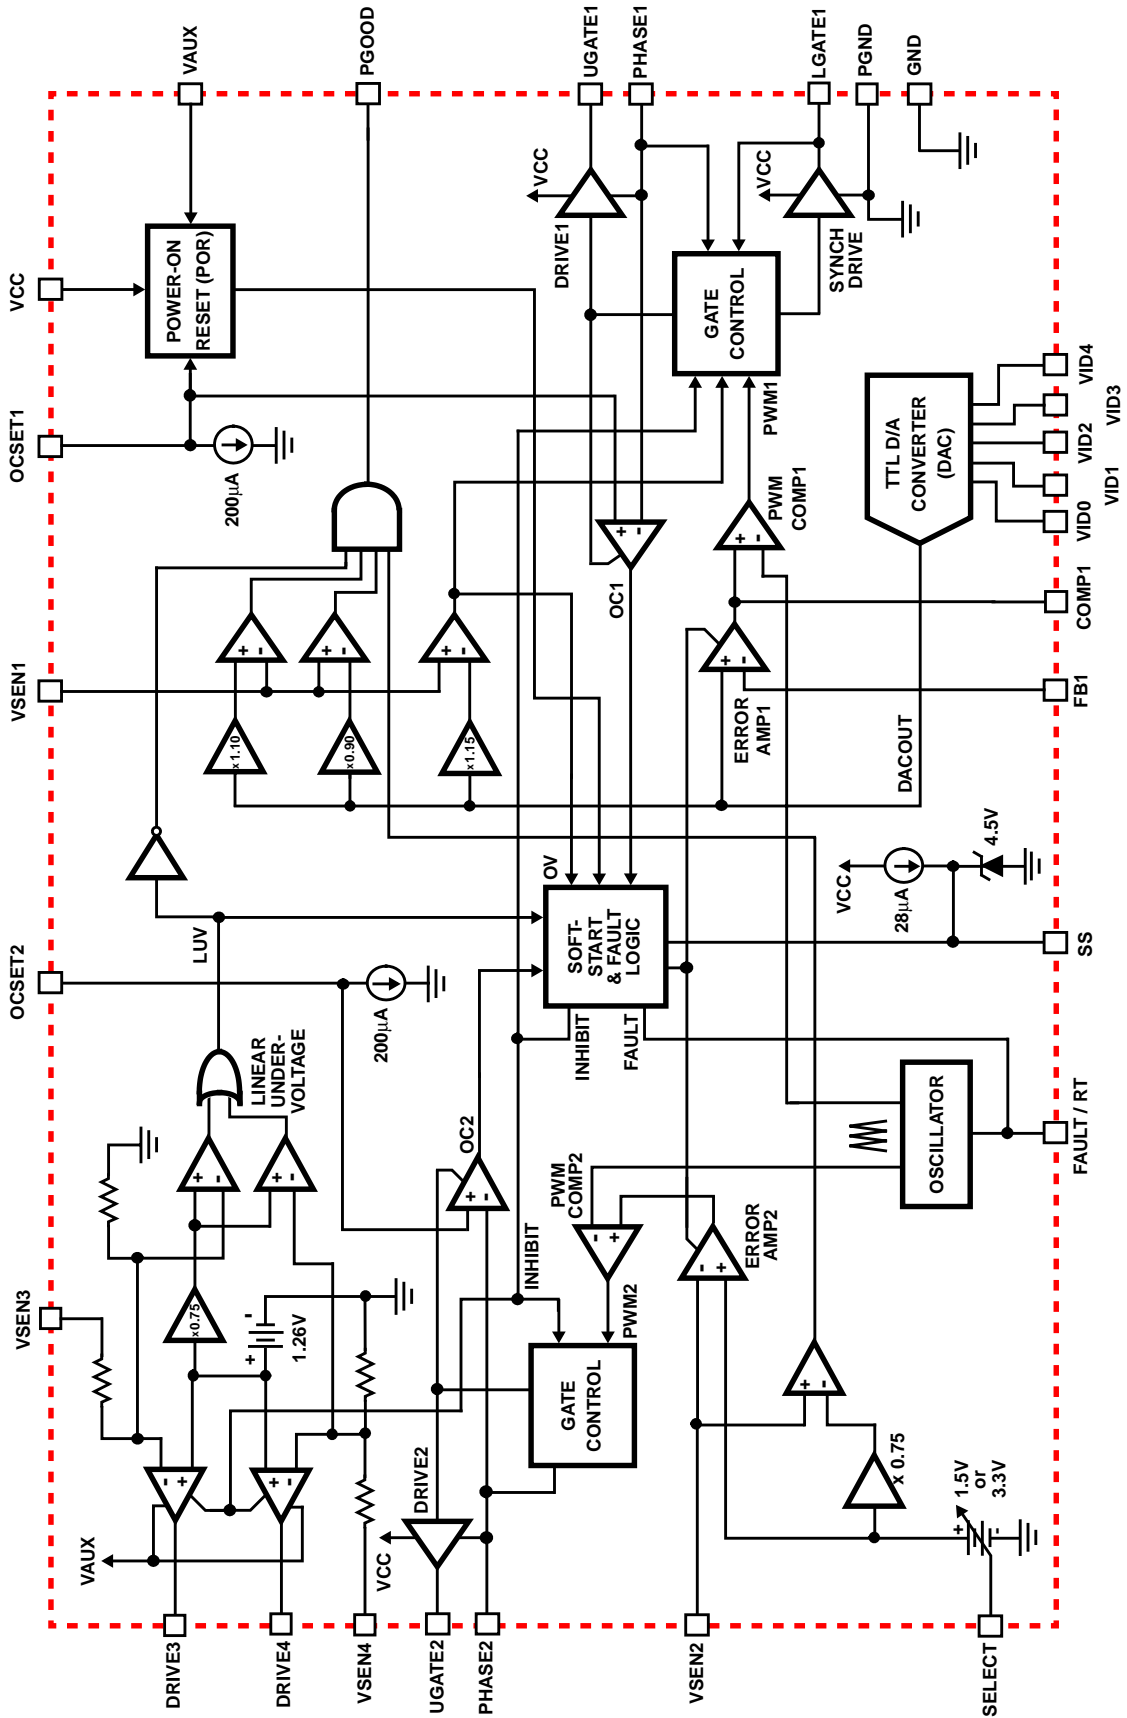 VCC
OCSET1
VSEN1
OCSET2
VSEN3
VAUX
PGOOD
UGATE1
PHASE1
LGATE1
PGND
GND
POWER-ON
RESET (POR)
200µA
LUV
LINEAR
UNDER-
VOLTAGE
+
-
+
-
x 1.10
x 0.90
x 1.15
+
-
+
-
+
-
x 0.75
+
-
1.26V
200µA
VAUX
-
+
+
-
DRIVE3
DRIVE4
VSEN4
UGATE2
PHASE2
VSEN2
SELECT
VCC
DRIVE2
OC2
+
-
INHIBIT
GATE
CONTROL
PWM2
PWM
COMP2
-
+
ERROR
AMP2
-
+
+
-
x 0.75
+
-
1.5V
or
3.3V
OV
SOFT-
START
& FAULT
LOGIC
INHIBIT
FAULT
OC1
+
-
DRIVE1
VCC
GATE
CONTROL
VCC
SYNCH
DRIVE
PWM1
PWM
COMP1
+
-
ERROR
AMP1
+
-
TTL D/A
CONVERTER
(DAC)
DACOUT
VCC
28µA
4.5V
OSCILLATOR
VID4
VID3
VID2
VID1
VID0
COMP1
FB1
SS
FAULT / RT